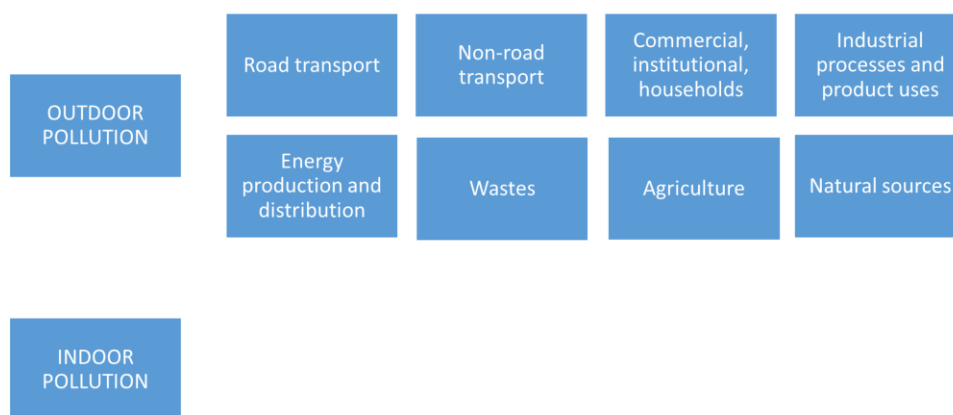 OUTDOOR
POLLUTION
Road transport
Non-road
transport
Commercial,
institutional,
households
Industrial
processes and
product uses
Energy
production and
distribution
Wastes
Agriculture
Natural sources
INDOOR
POLLUTION